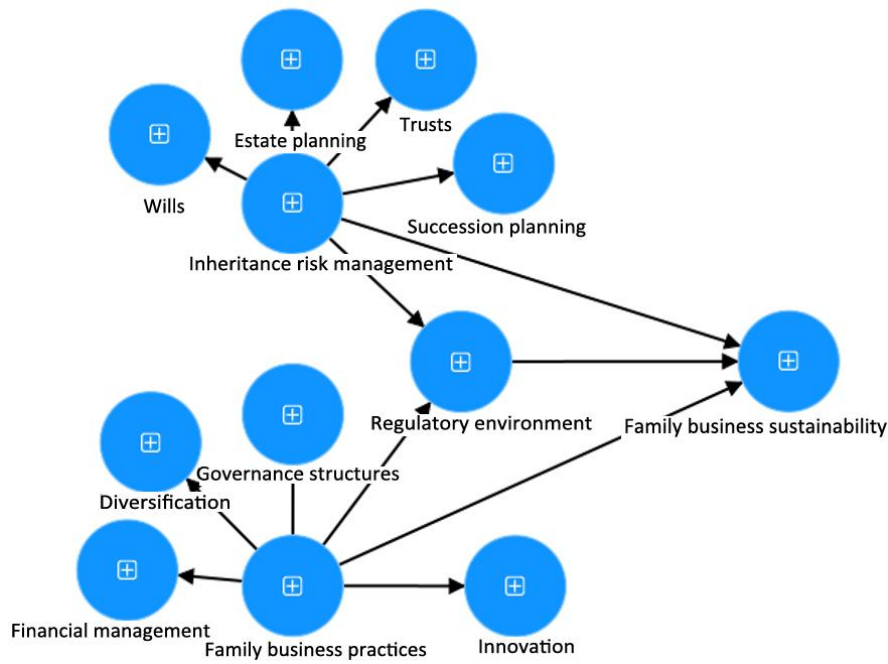 Estate planning
Trusts
Wills
Succession planning
Inheritance risk management
Regulatory environment
Family business sustainability
Governance structures
Diversification
Financial management
Family business practices
Innovation